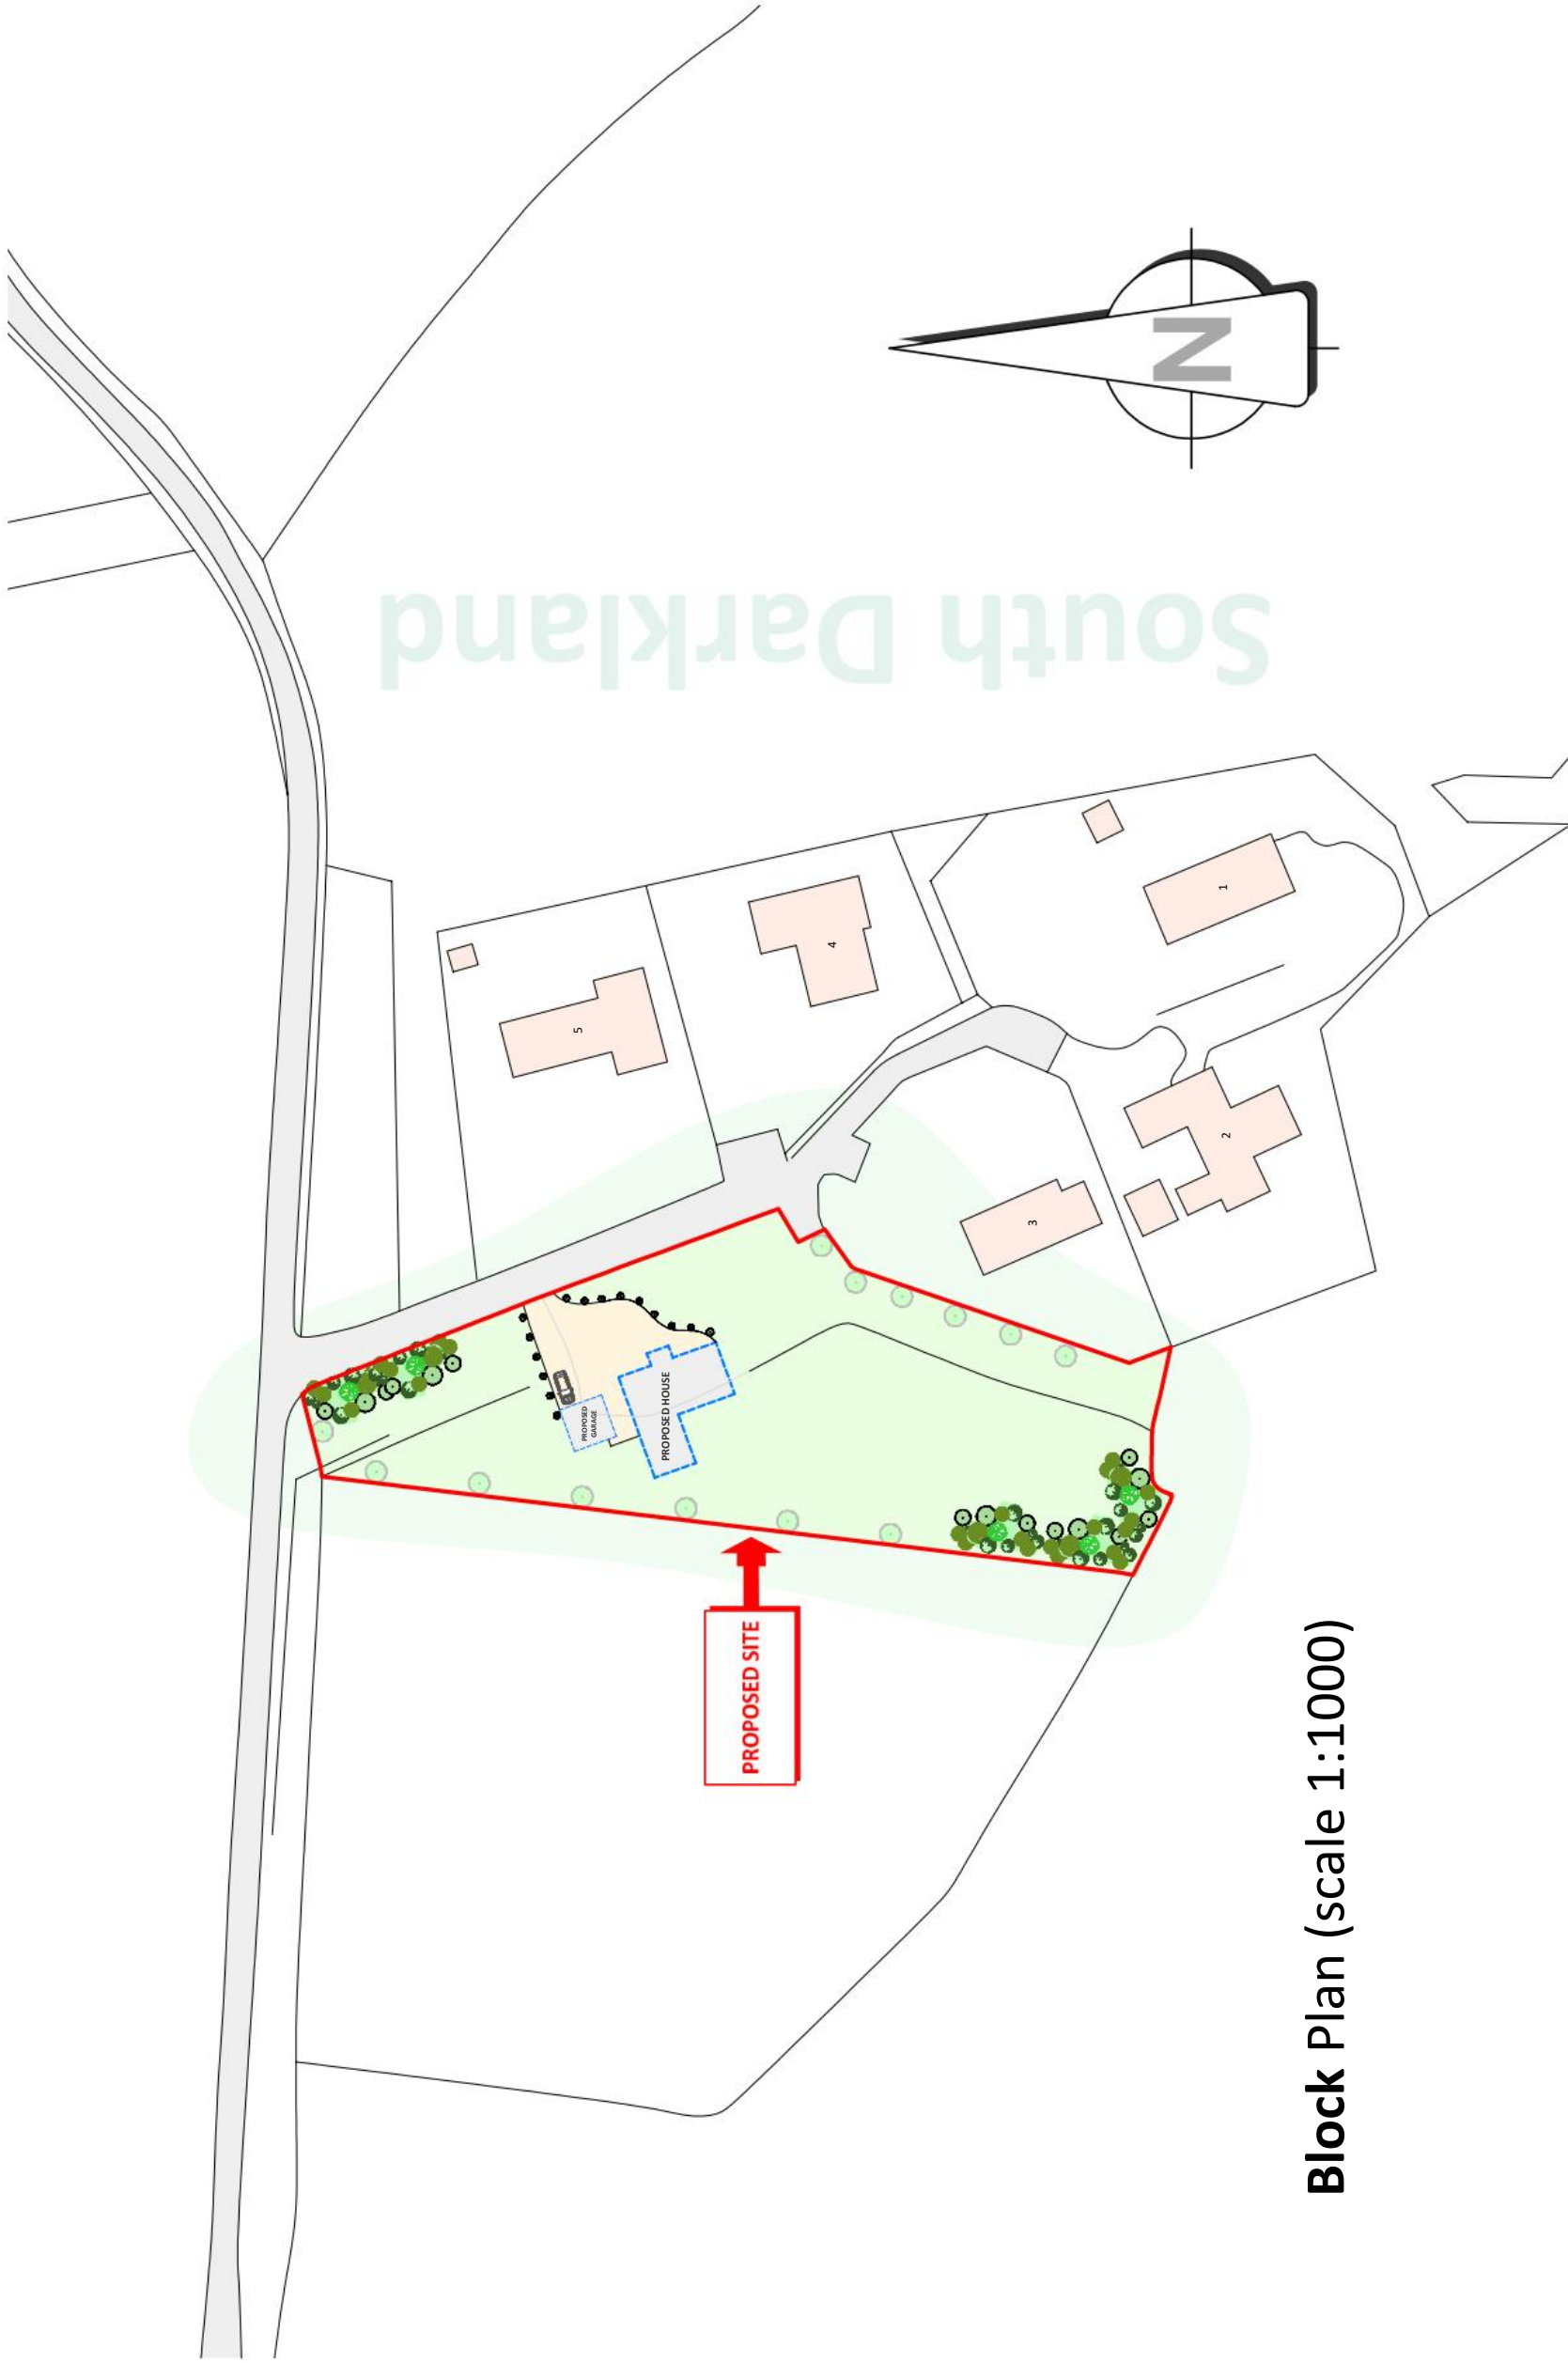 South Darkland
N
5
4
1
2
3
PROPOSED
GARAGE
PROPOSED HOUSE
PROPOSED SITE
Block Plan (scale 1:1000)